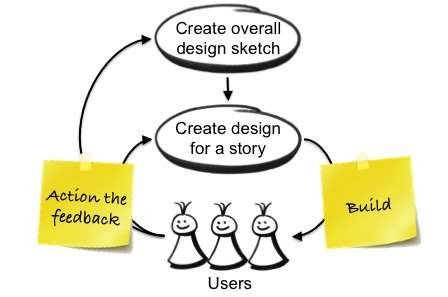 Create overall
design sketch
Create design
for a story
Action the
feedback
Build
Users